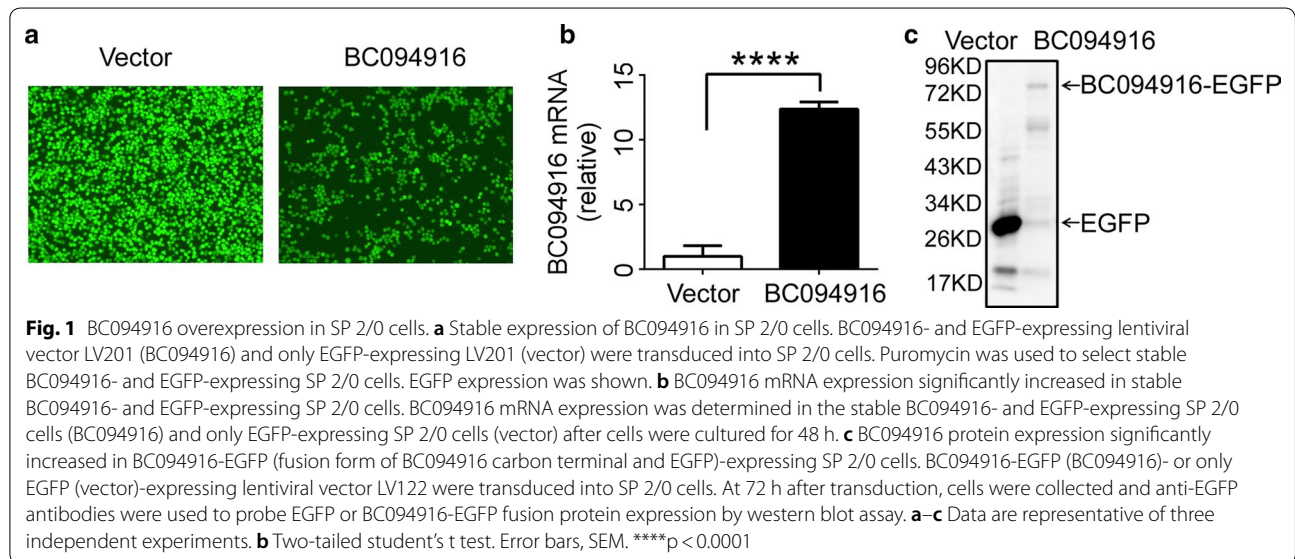 a
Vector BC094916
b
BC094916 mRNA
(relative)
15
10
5
0
****
Vector BC094916
c
Vector BC094916
96KD
72KD
55KD
43KD
34KD
26KD
17KD
←BC094916-EGFP
←EGFP
Fig. 1 BC094916 overexpression in SP 2/0 cells. a Stable expression of BC094916 in SP 2/0 cells. BC094916- and EGFP-expressing lentiviral
vector LV201 (BC094916) and only EGFP-expressing LV201 (vector) were transduced into SP 2/0 cells. Puromycin was used to select stable
BC094916- and EGFP-expressing SP 2/0 cells. EGFP expression was shown. b BC094916 mRNA expression significantly increased in stable
BC094916- and EGFP-expressing SP 2/0 cells. BC094916 mRNA expression was determined in the stable BC094916- and EGFP-expressing SP 2/0
cells (BC094916) and only EGFP-expressing SP 2/0 cells (vector) after cells were cultured for 48 h. c BC094916 protein expression significantly
increased in BC094916-EGFP (fusion form of BC094916 carbon terminal and EGFP)-expressing SP 2/0 cells. BC094916-EGFP (BC094916)- or only
EGFP (vector)-expressing lentiviral vector LV122 were transduced into SP 2/0 cells. At 72 h after transduction, cells were collected and anti-EGFP
antibodies were used to probe EGFP or BC094916-EGFP fusion protein expression by western blot assay. a–c Data are representative of three
independent experiments. b Two-tailed student's t test. Error bars, SEM. ****p < 0.0001